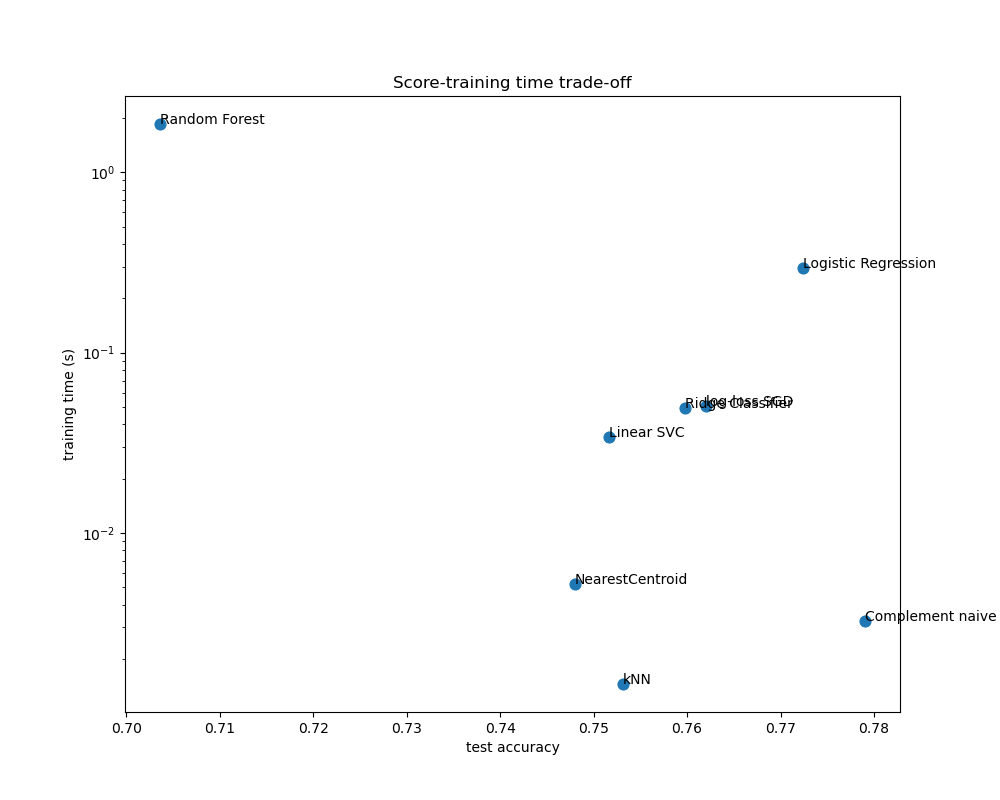 Score-training time trade-off
Random Forest
Logistic Regression
log-loss SGD
Ridge Classifier
Linear SVC
NearestCentroid
Complement naive
kNN
training time (s)
10⁰
10⁻¹
10⁻²
0.70 0.71 0.72 0.73 0.74 0.75 0.76 0.77 0.78
test accuracy